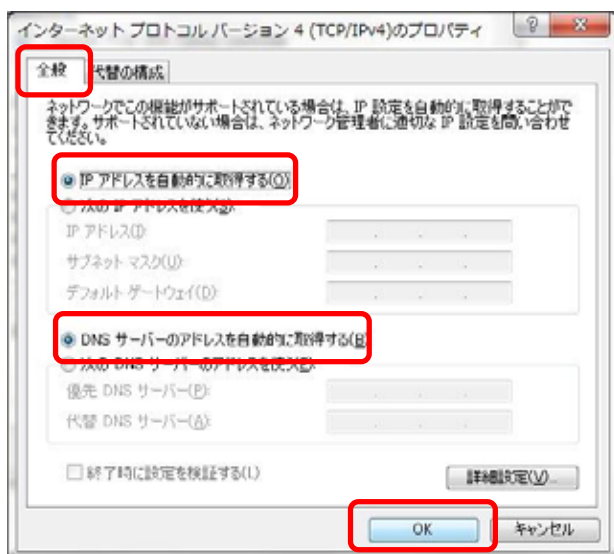 インターネット プロトコル バージョン 4 (TCP/IPv4)のプロパティ
全般 代替の構成
ネットワークでこの機能がサポートされている場合は、IP 設定を自動的に取得することがで
きます。サポートされていない場合は、ネットワーク管理者に適切な IP 設定を問い合わせ
てください。
IP アドレスを自動的に取得する(O)
次の IP アドレスを使う(S):
IP アドレス(I):
サブネット マスク(U):
デフォルト ゲートウェイ(D):
DNS サーバーのアドレスを自動的に取得する(B)
次の DNS サーバーのアドレスを使う(E):
優先 DNS サーバー(P):
代替 DNS サーバー(A):
終了時に設定を検証する(L)
詳細設定(V)...
OK キャンセル